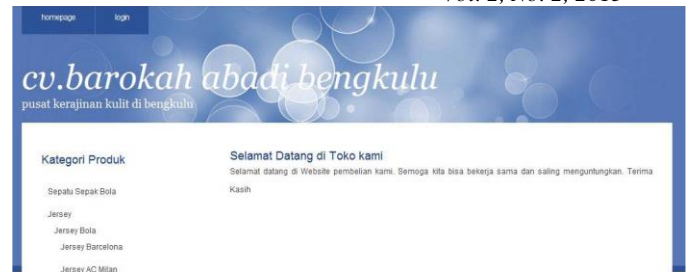 homepage login
cv.barokah abadi bengkulu
pusat kerajinan kulit di bengkulu
Kategori Produk
Sepatu Sepak Bola
Jersey
Jersey Bola
Jersey Barcelona
Jersey AC Milan
Selamat Datang di Toko kami
Selamat datang di Website pembelian kami. Semoga kita bisa bekerja sama dan saling menguntungkan. Terima
Kasih